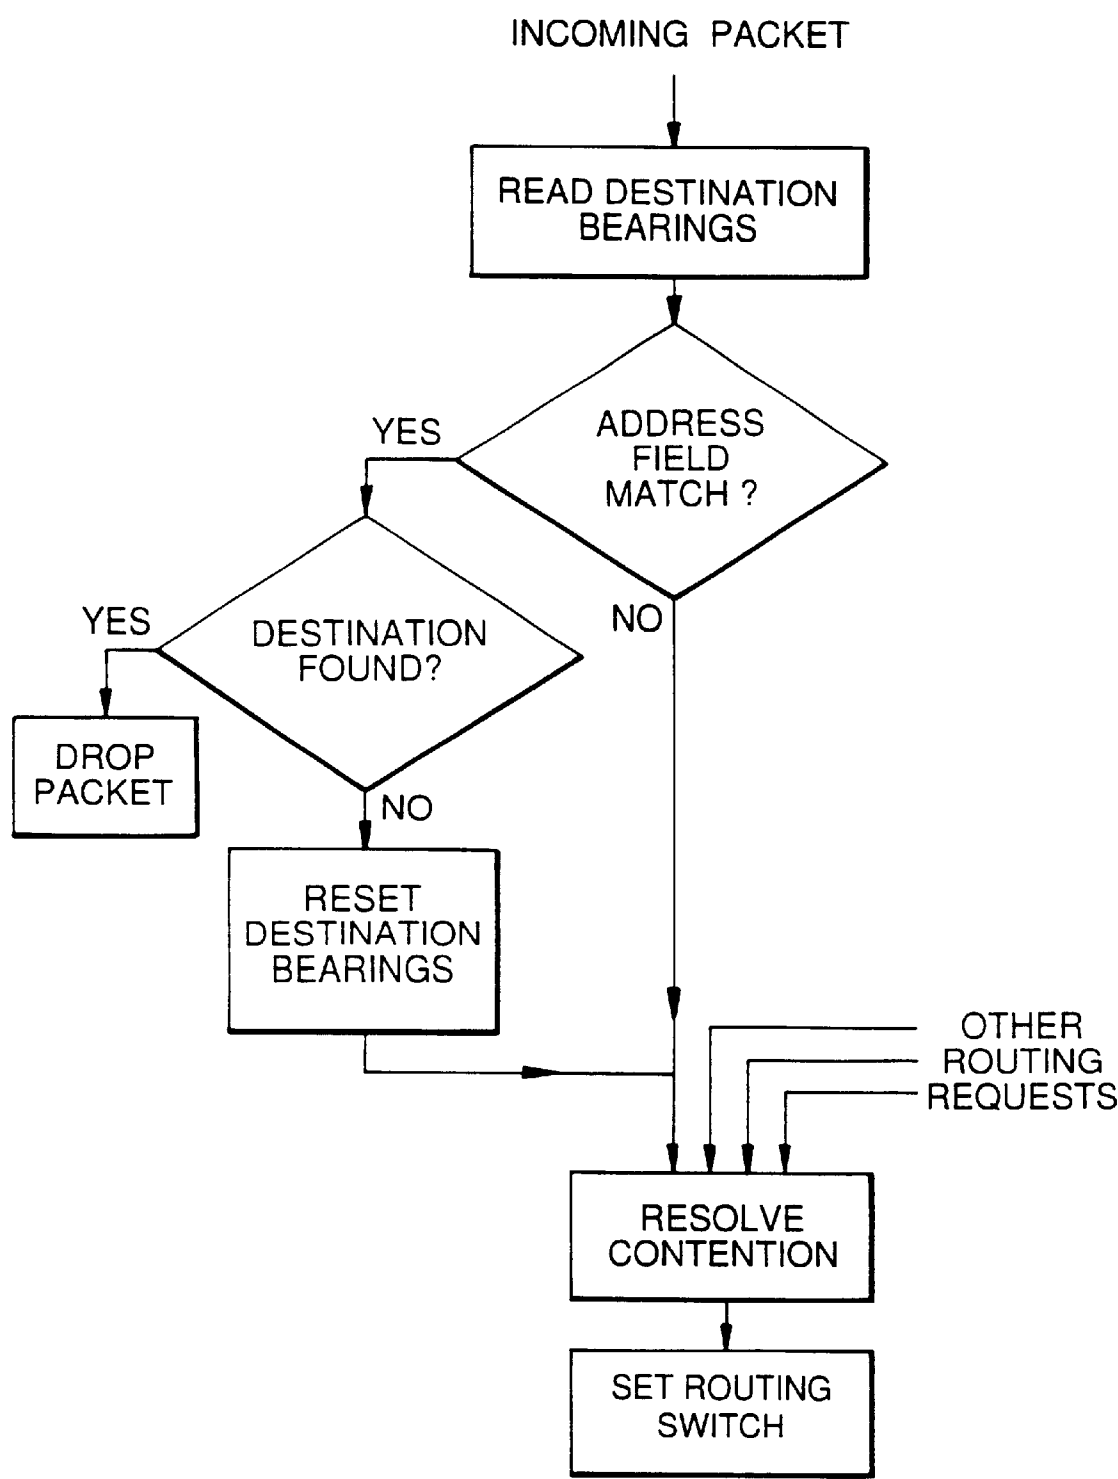 INCOMING PACKET
READ DESTINATION
BEARINGS
ADDRESS
FIELD
MATCH ?
YES
NO
DESTINATION
FOUND?
YES
DROP
PACKET
NO
RESET
DESTINATION
BEARINGS
OTHER
ROUTING
REQUESTS
RESOLVE
CONTENTION
SET ROUTING
SWITCH